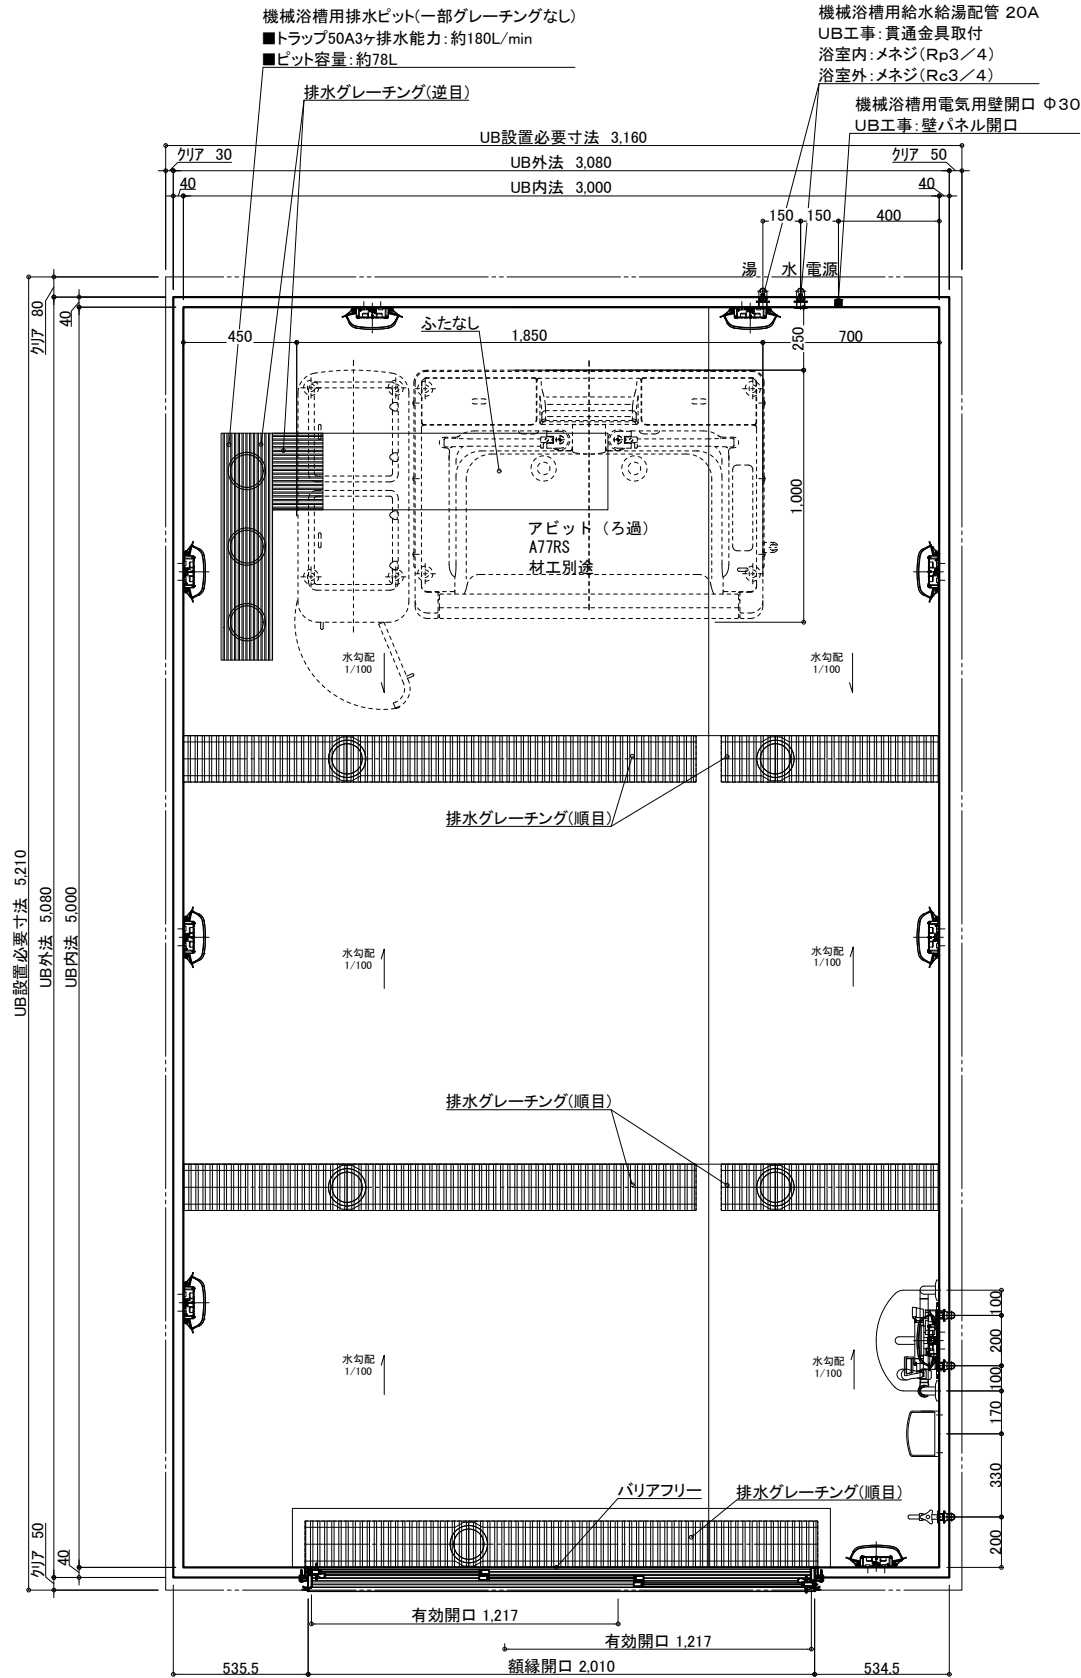 機械浴槽用排水ピット(一部グレーチングなし)
■トラップ50A3ヶ排水能力：約180L/min
■ピット容量：約78L
排水グレーチング(逆目)
機械浴槽用給水給湯配管 20A
UB工事：貫通金具取付
浴室内：メネジ(Rp3／4)
浴室外：メネジ(Rc3／4)
機械浴槽用電気用壁開口 Φ30
UB工事：壁パネル開口
UB設置必要寸法 3,160
クリア 30
UB外法 3,080
クリア 50
40
UB内法 3,000
40
150
150
400
湯
水
電源
クリア 80
40
ふたなし
450
1,850
250
700
1,000
アビット（ろ過）
A77RS
材工別途
水勾配
1/100
水勾配
1/100
排水グレーチング(順目)
UB設置必要寸法 5,210
UB外法 5,080
UB内法 5,000
水勾配
1/100
水勾配
1/100
排水グレーチング(順目)
水勾配
1/100
水勾配
1/100
100
200
100
170
330
200
バリアフリー
排水グレーチング(順目)
クリア 50
40
有効開口 1,217
有効開口 1,217
535.5
額縁開口 2,010
534.5